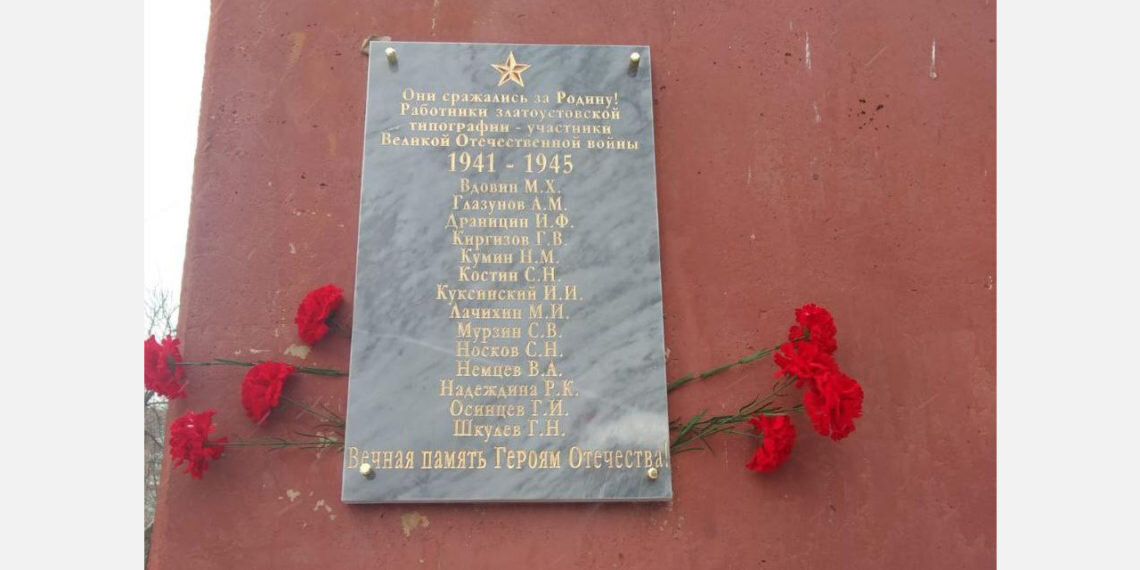 Они сражались за Родину!
Работники златоустовской
типографии - участники
Великой Отечественной войны
1941 - 1945
Вдовин М.Х.
Глазунов А.М.
Драницин И.Ф.
Киргизов Г.В.
Кумин Н.М.
Костин С.Н.
Куксинский И.И.
Лачихин М.И.
Мурзин С.В.
Носков С.Н.
Немцев В.А.
Надеждина Р.К.
Осинцев Г.И.
Шкулев Г.Н.
Вечная память Героям Отечества!